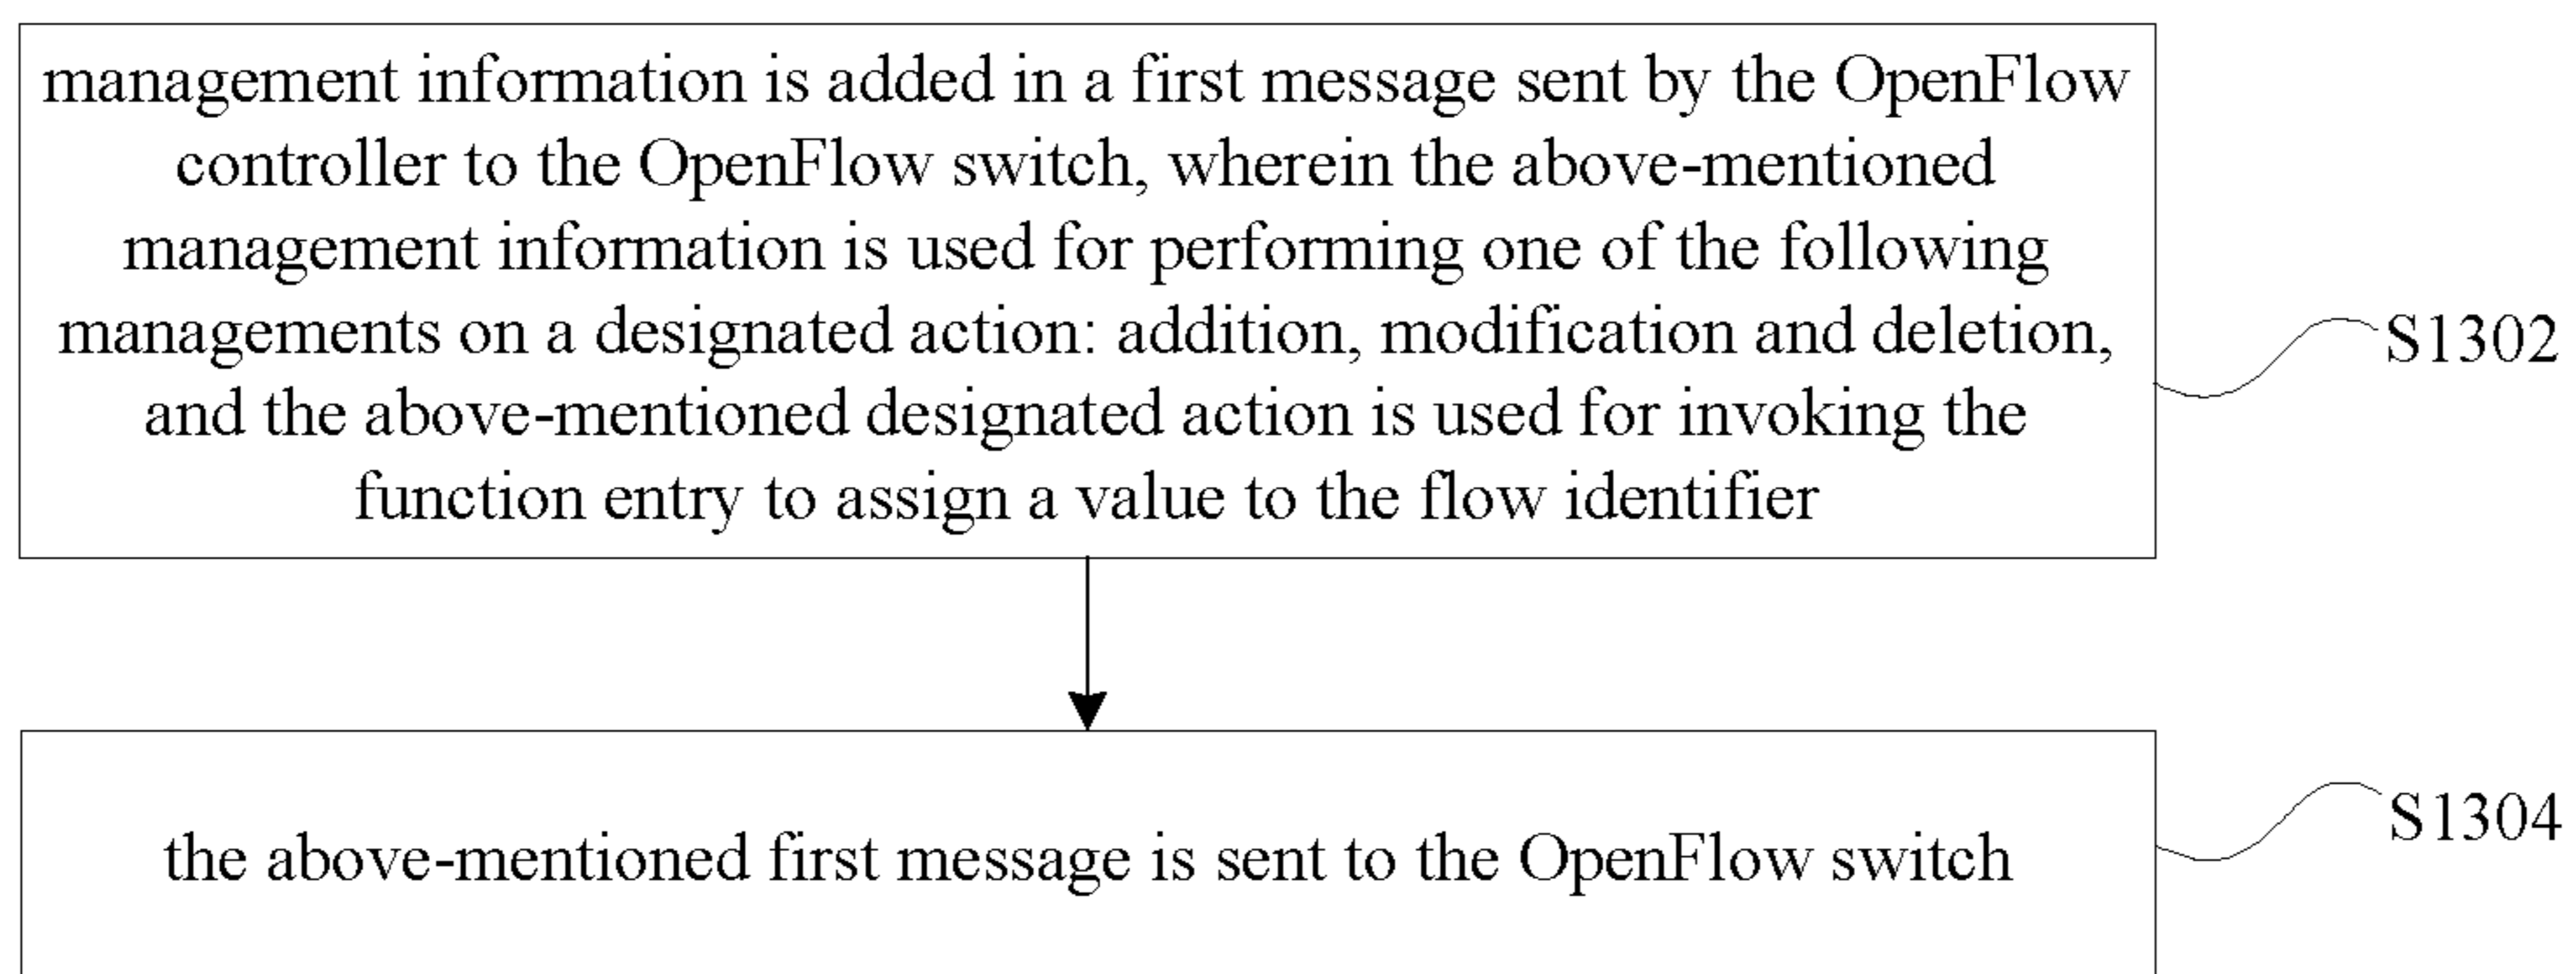 management information is added in a first message sent by the OpenFlow
controller to the OpenFlow switch, wherein the above-mentioned
management information is used for performing one of the following
managements on a designated action: addition, modification and deletion,
and the above-mentioned designated action is used for invoking the
function entry to assign a value to the flow identifier
S1302
the above-mentioned first message is sent to the OpenFlow switch
S1304